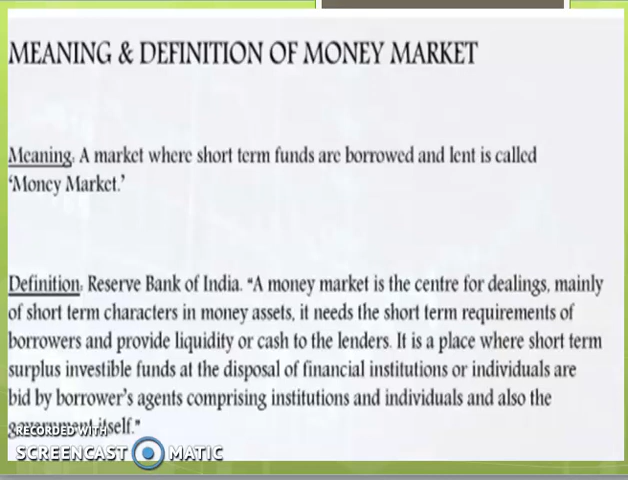 MEANING & DEFINITION OF MONEY MARKET
Meaning: A market where short term funds are borrowed and lent is called
'Money Market.'
Definition: Reserve Bank of India. "A money market is the centre for dealings, mainly
of short term characters in money assets, it needs the short term requirements of
borrowers and provide liquidity or cash to the lenders. It is a place where short term
surplus investible funds at the disposal of financial institutions or individuals are
bid by borrower's agents comprising institutions and individuals and also the
government itself."
RECORDED WITH
SCREENCAST MATIC